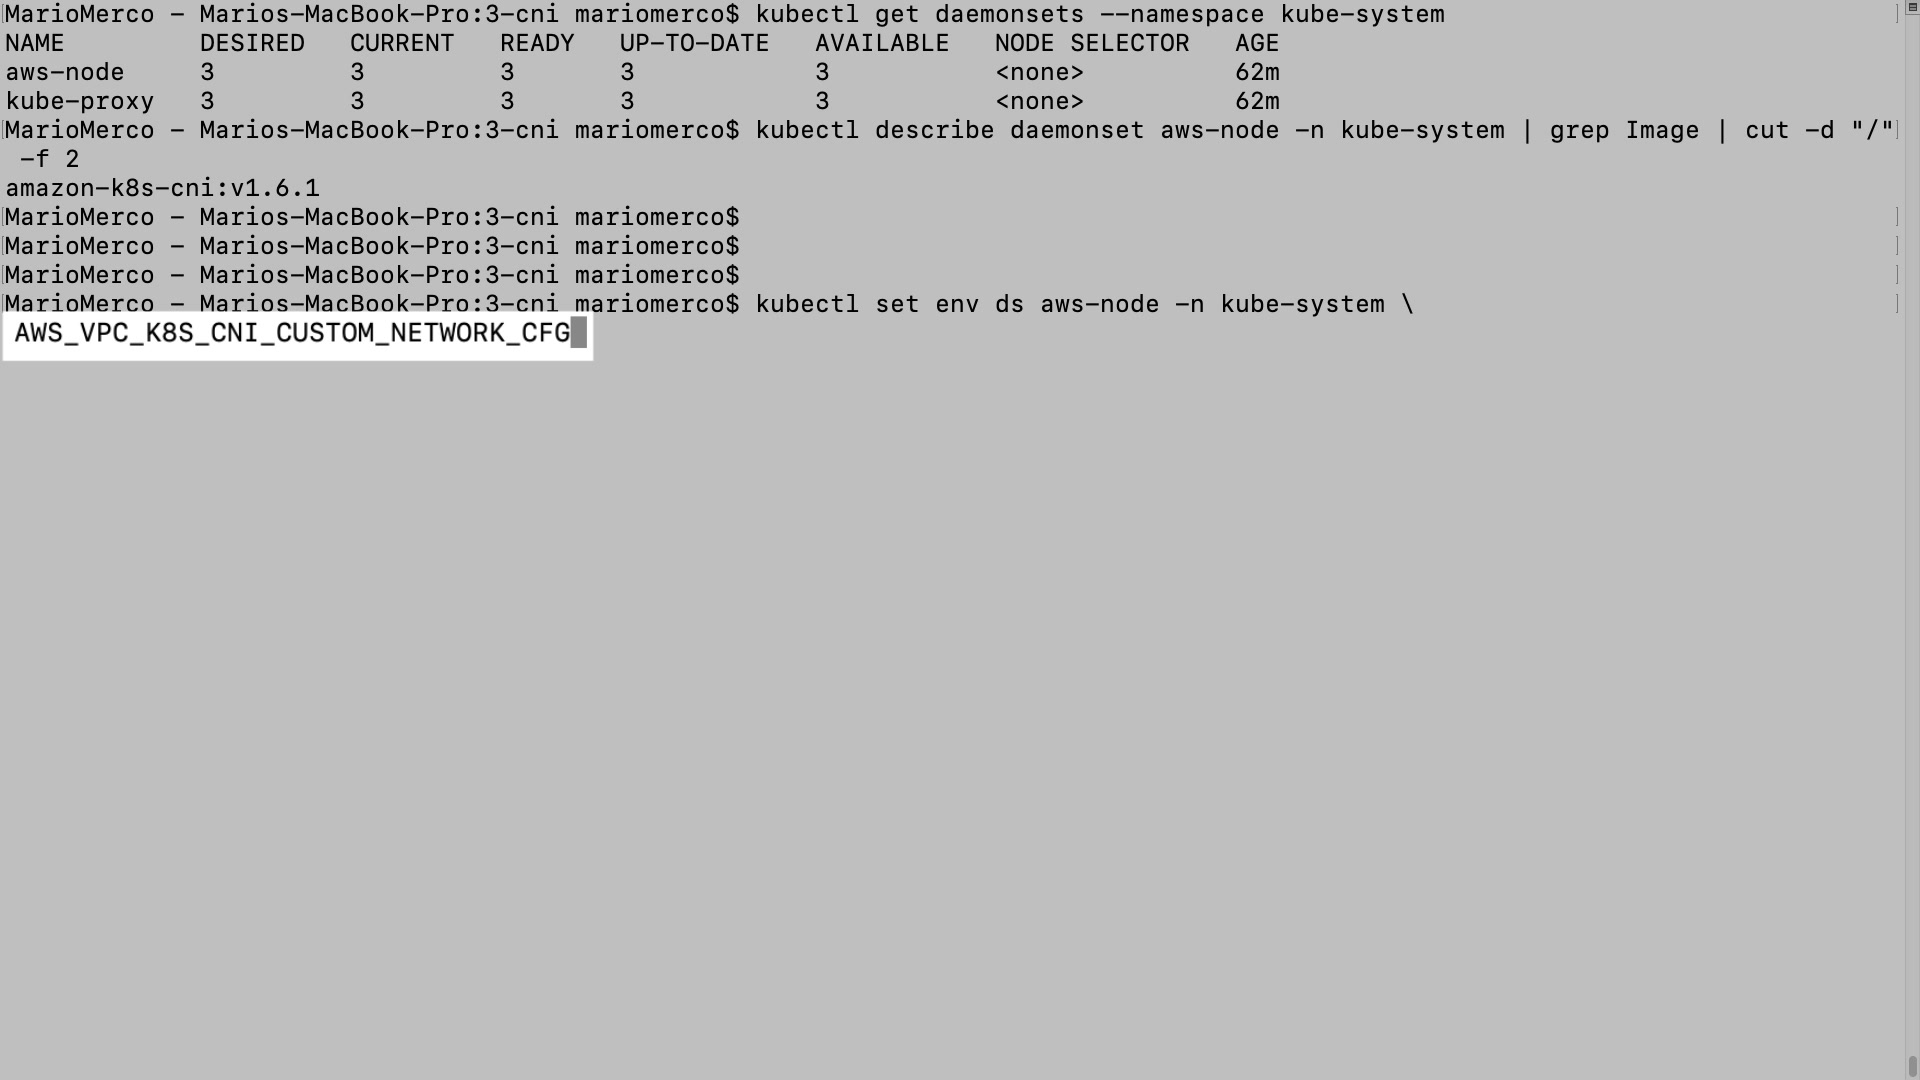 MarioMerco - Marios-MacBook-Pro:3-cni mariomerco$ kubectl get daemonsets --namespace kube-system
NAME DESIRED CURRENT READY UP-TO-DATE AVAILABLE NODE SELECTOR AGE
aws-node 3 3 3 3 3 <none> 62m
kube-proxy 3 3 3 3 3 <none> 62m
MarioMerco - Marios-MacBook-Pro:3-cni mariomerco$ kubectl describe daemonset aws-node -n kube-system | grep Image | cut -d "/"
-f 2
amazon-k8s-cni:v1.6.1
MarioMerco - Marios-MacBook-Pro:3-cni mariomerco$
MarioMerco - Marios-MacBook-Pro:3-cni mariomerco$
MarioMerco - Marios-MacBook-Pro:3-cni mariomerco$
MarioMerco - Marios-MacBook-Pro:3-cni mariomerco$ kubectl set env ds aws-node -n kube-system \
AWS_VPC_K8S_CNI_CUSTOM_NETWORK_CFG